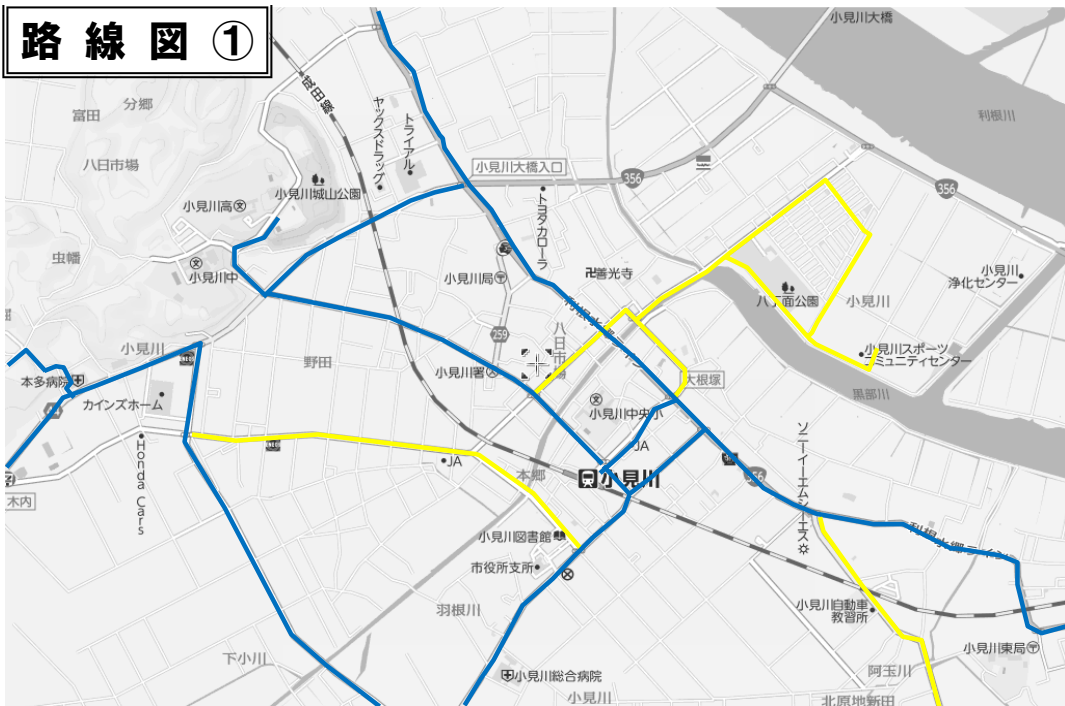 路線図①
小見川大橋
分郷
富田
成田線
ヤックスドラッグ
トライアル
利根川
八日市場
小見川大橋入口
356
356
小見川城山公園
小見川高
トヨタカローラ
虫幡
小見川中
小見川局
善光寺
小見川
浄化センター
八丁面公園
小見川
利根水
259
八日市場
小見川
野田
小見川スポーツ
コミュニティセンター
本多病院
小見川署
大根塚
黒部川
カインズホーム
小見川中央小
ソニーイーエムシーエス
Honda Cars
JA
JA
本郷
小見川
356
木内
利根水郷ライン
小見川図書館
市役所支所
羽根川
小見川自動車
教習所
下小川
小見川東局
阿玉川
小見川総合病院
小見川
北原地新田